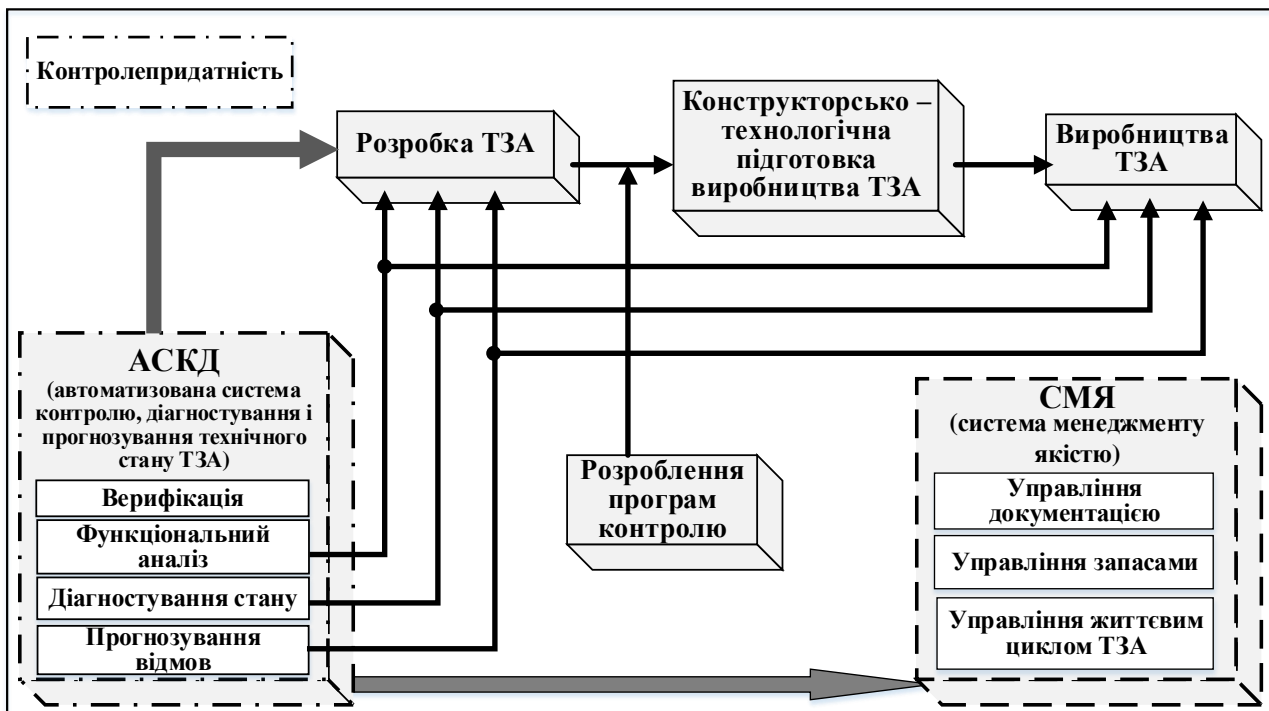 Контролепридатність
Розробка ТЗА
Конструкторсько –
технологічна
підготовка
виробництва ТЗА
Виробництва
ТЗА
АСКД
(автоматизована система
контролю, діагностування і
прогнозування технічного
стану ТЗА)
Верифікація
Функціональний
аналіз
Діагностування стану
Прогнозування
відмов
Розроблення
програм
контролю
СМЯ
(система менеджменту
якістю)
Управління
документацією
Управління запасами
Управління життєвим
циклом ТЗА